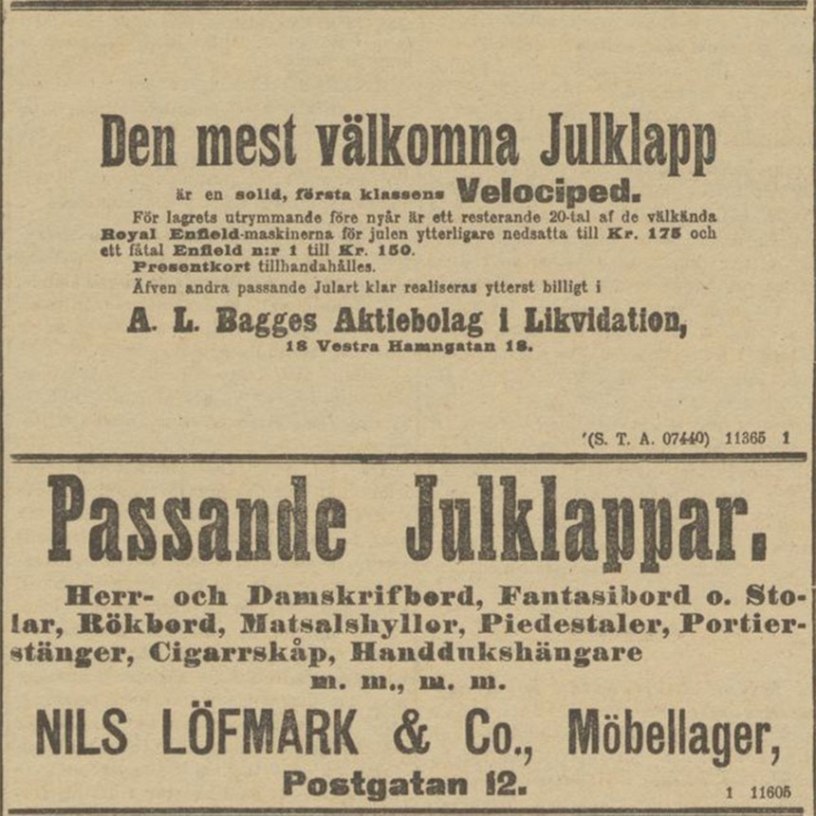 Den mest välkomna Julklapp
är en solid, första klassens Velociped.
För lagrets utrymmande före nyår är ett resterande 20-tal af de välkända
Royal Enfield-maskinerna för julen ytterligare nedsatta till Kr. 175 och
ett fåtal Enfield n:r 1 till Kr. 150.
Presentkort tillhandahålles.
Äfven andra passande Julart klar realiseras ytterst billigt i
A. L. Bagges Aktiebolag i Likvidation,
18 Vestra Hamngatan 18.
(S. T. A. 07440) 11365 1
Passande Julklappar.
Herr- och Damskrifbord, Fantasibord o. Sto-
lar, Rökbord, Matsalshyllor, Piedestaler, Portier-
stänger, Cigarrskåp, Handdukshängare
m. m., m. m.
NILS LÖFMARK & Co., Möbellager,
Postgatan 12.
1 11605